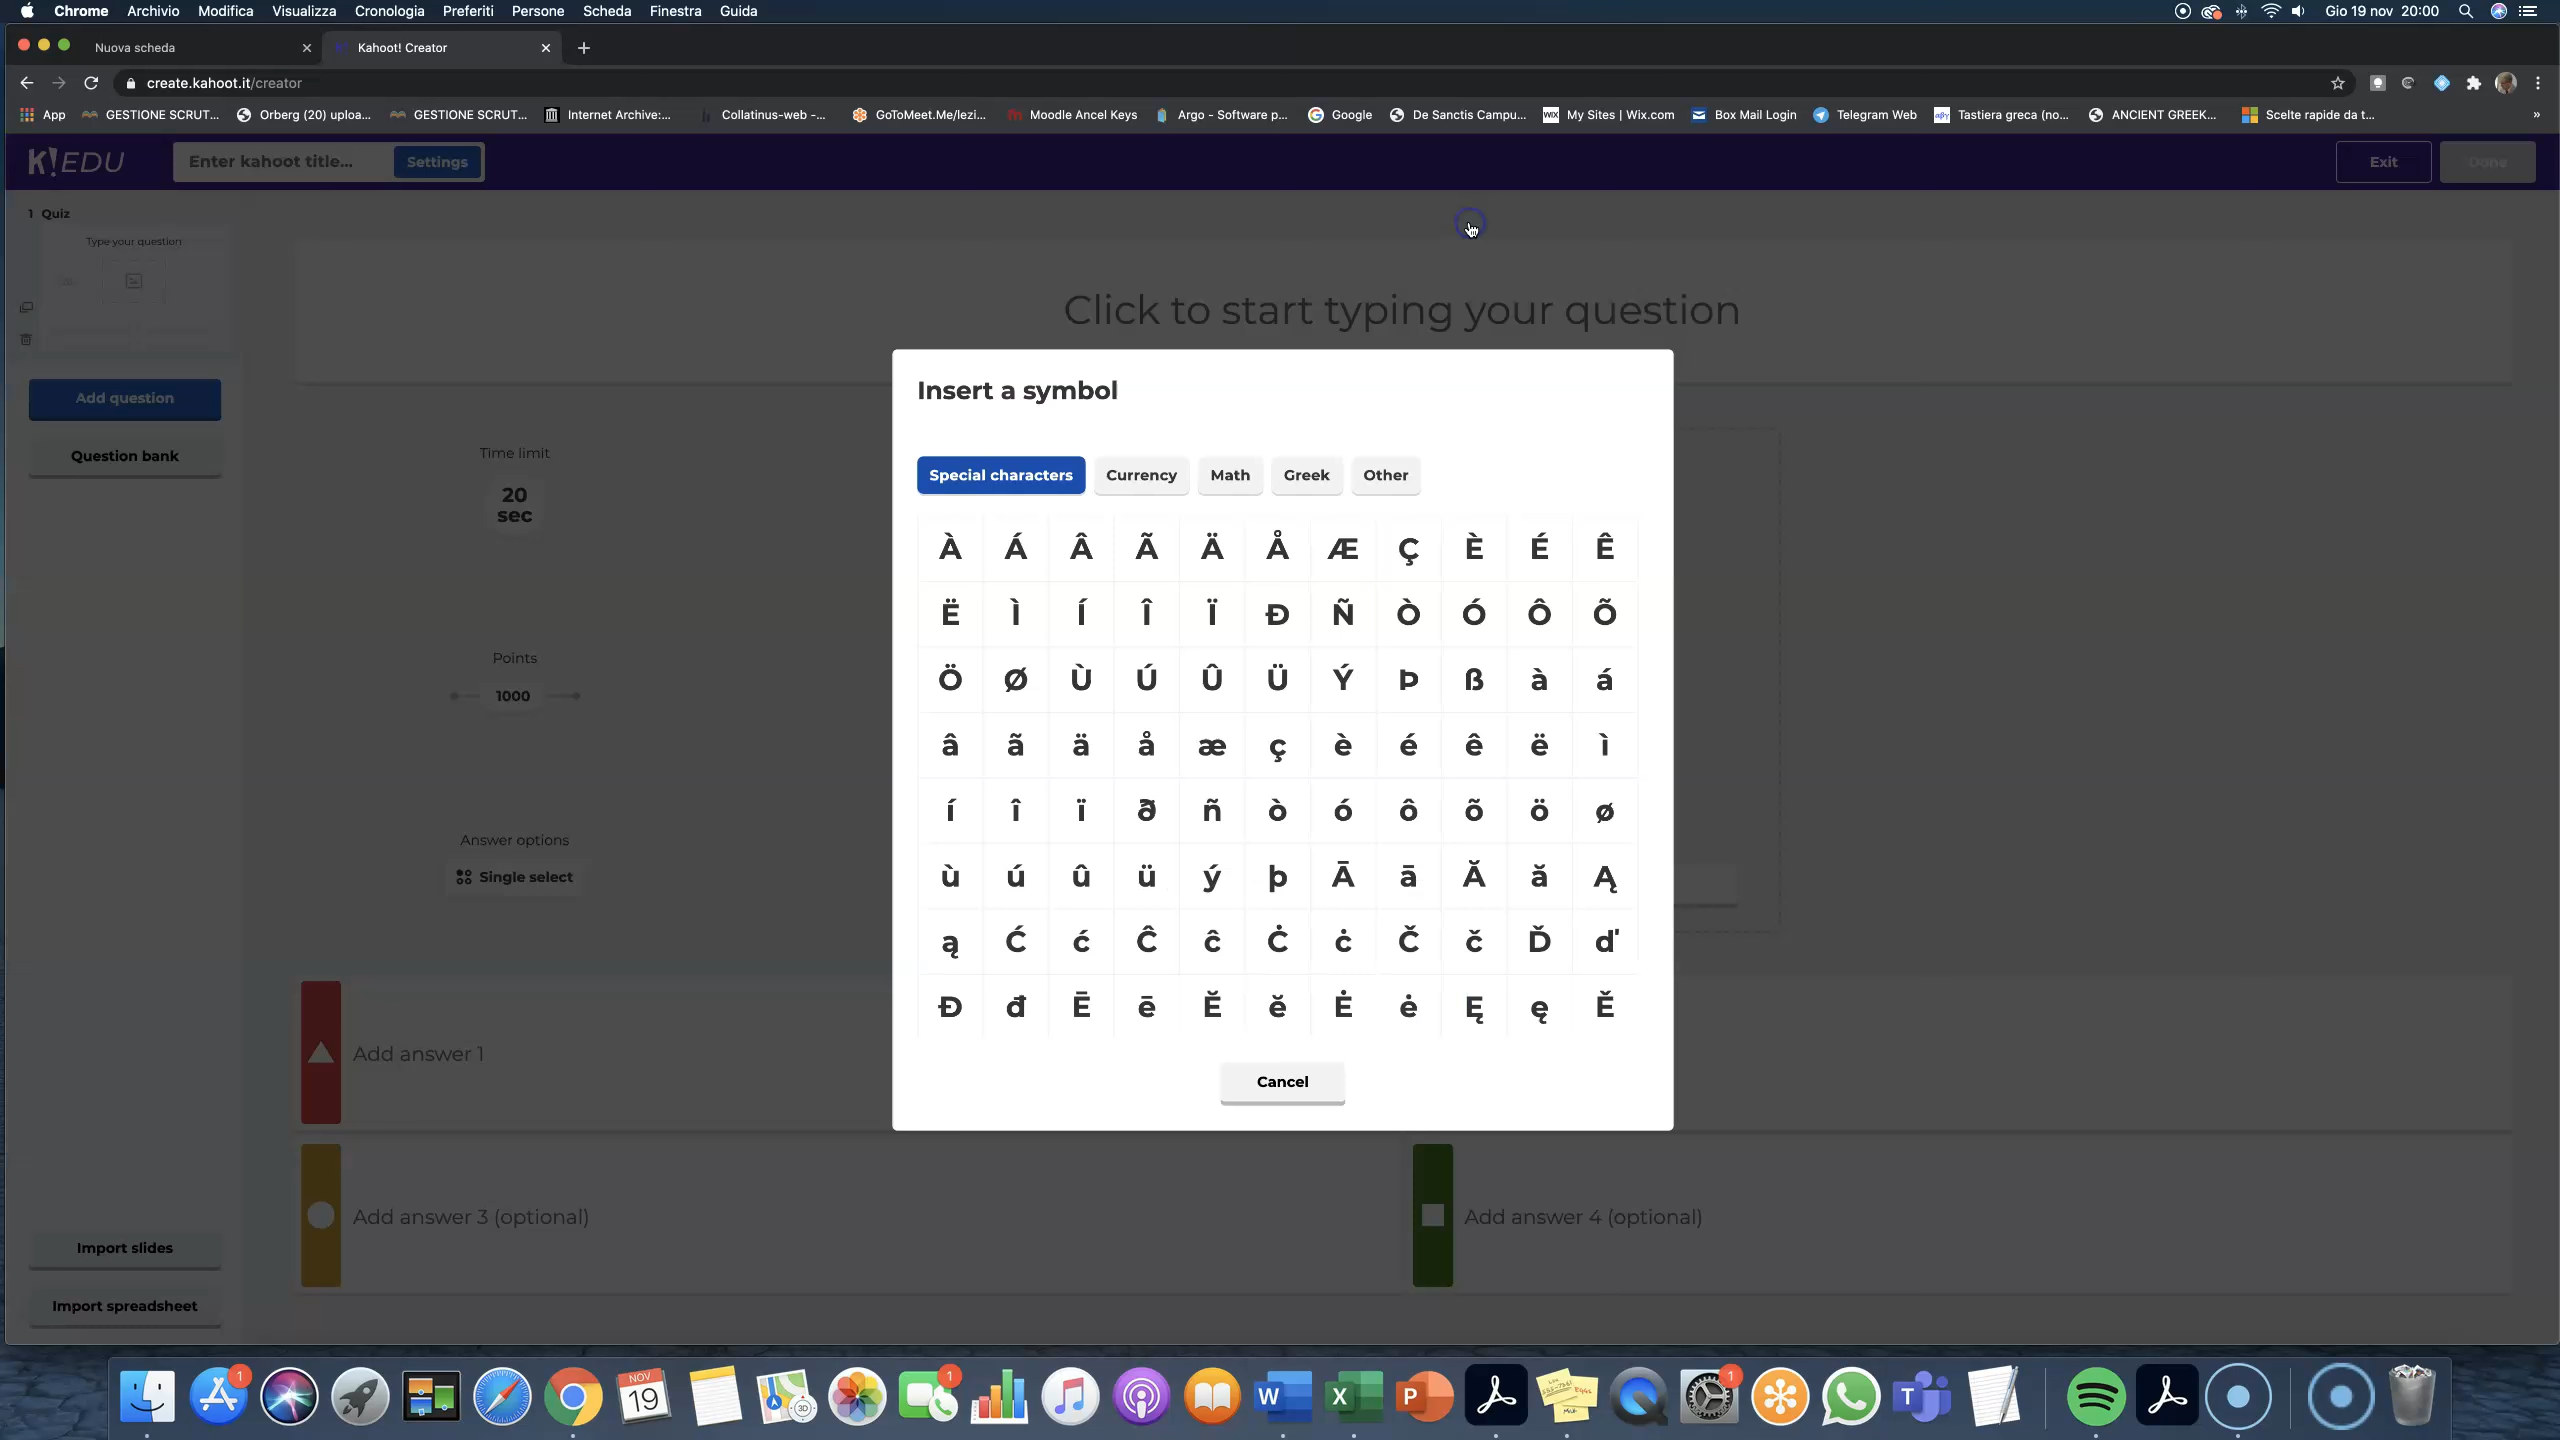 Chrome Archivio Modifica Visualizzata Cronologia Preferiti Persone Scheda Finestra Guida Gio 19 nov 20:00
Nuova scheda Kahoot! Creator
create.kahoot.it/creator
App GESTIONE SCRUT... Orberg (20) uploa... GESTIONE SCRUT... Internet Archive:... Collatinus-web -... GoToMeet.Me/lezi... Moodle Ancel Keys Argo - Software p... Google De Sanctis Campu... My Sites | Wix.com Box Mail Login Telegram Web Tastiera greca (no... ANCIENT GREEK... Scelte rapide da t... »
K!EDU Enter kahoot title... Settings Exit Done
1 Quiz
Type your question
Click to start typing your question
Add question
Question bank
Time limit
20
sec
Points
1000
Answer options
Single select
Insert a symbol
Special characters Currency Math Greek Other
À Á Â Ã Ä Å Æ Ç È É Ê
Ë Ì Í Î Ï Ð Ñ Ò Ó Ô Õ
Ö Ø Ù Ú Û Ü Ý Þ ß à á
â ã ä å æ ç è é ê ë ì
í î ï ð ñ ò ó ô õ ö ø
ù ú û ü ý þ Ā ā Ă ă Ą
ą Ć ć Ĉ ĉ Ċ ċ Č č Ď ď
Đ đ Ē ē Ĕ ĕ Ė ė Ę ę Ě
Cancel
Add answer 1
Add answer 3 (optional) Add answer 4 (optional)
Import slides
Import spreadsheet
1 NOV 19 3D 1 W X P 1 T